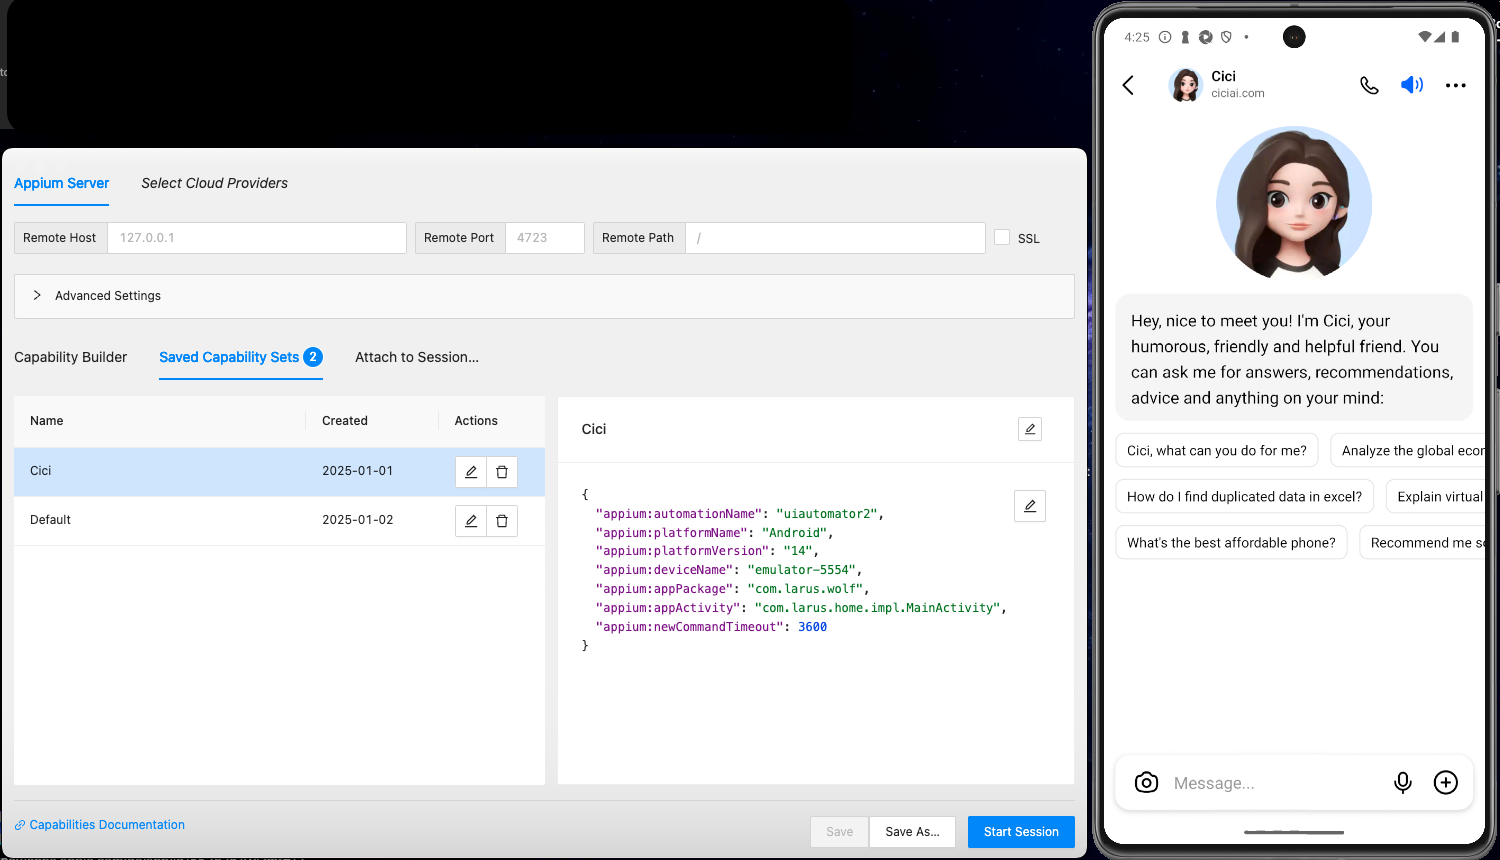 Appium Server
Select Cloud Providers
Remote Host
127.0.0.1
Remote Port
4723
Remote Path
/
SSL
Advanced Settings
Capability Builder
Saved Capability Sets 2
Attach to Session...
Name
Created
Actions
Cici
2025-01-01
Default
2025-01-02
Cici
{
"appium:automationName": "uiautomator2",
"appium:platformName": "Android",
"appium:platformVersion": "14",
"appium:deviceName": "emulator-5554",
"appium:appPackage": "com.larus.wolf",
"appium:appActivity": "com.larus.home.impl.MainActivity",
"appium:newCommandTimeout": 3600
}
Capabilities Documentation
Save
Save As...
Start Session
4:25
Cici
ciciai.com
Hey, nice to meet you! I'm Cici, your
humorous, friendly and helpful friend. You
can ask me for answers, recommendations,
advice and anything on your mind:
Cici, what can you do for me?
Analyze the global econ
How do I find duplicated data in excel?
Explain virtual
What's the best affordable phone?
Recommend me so
Message...